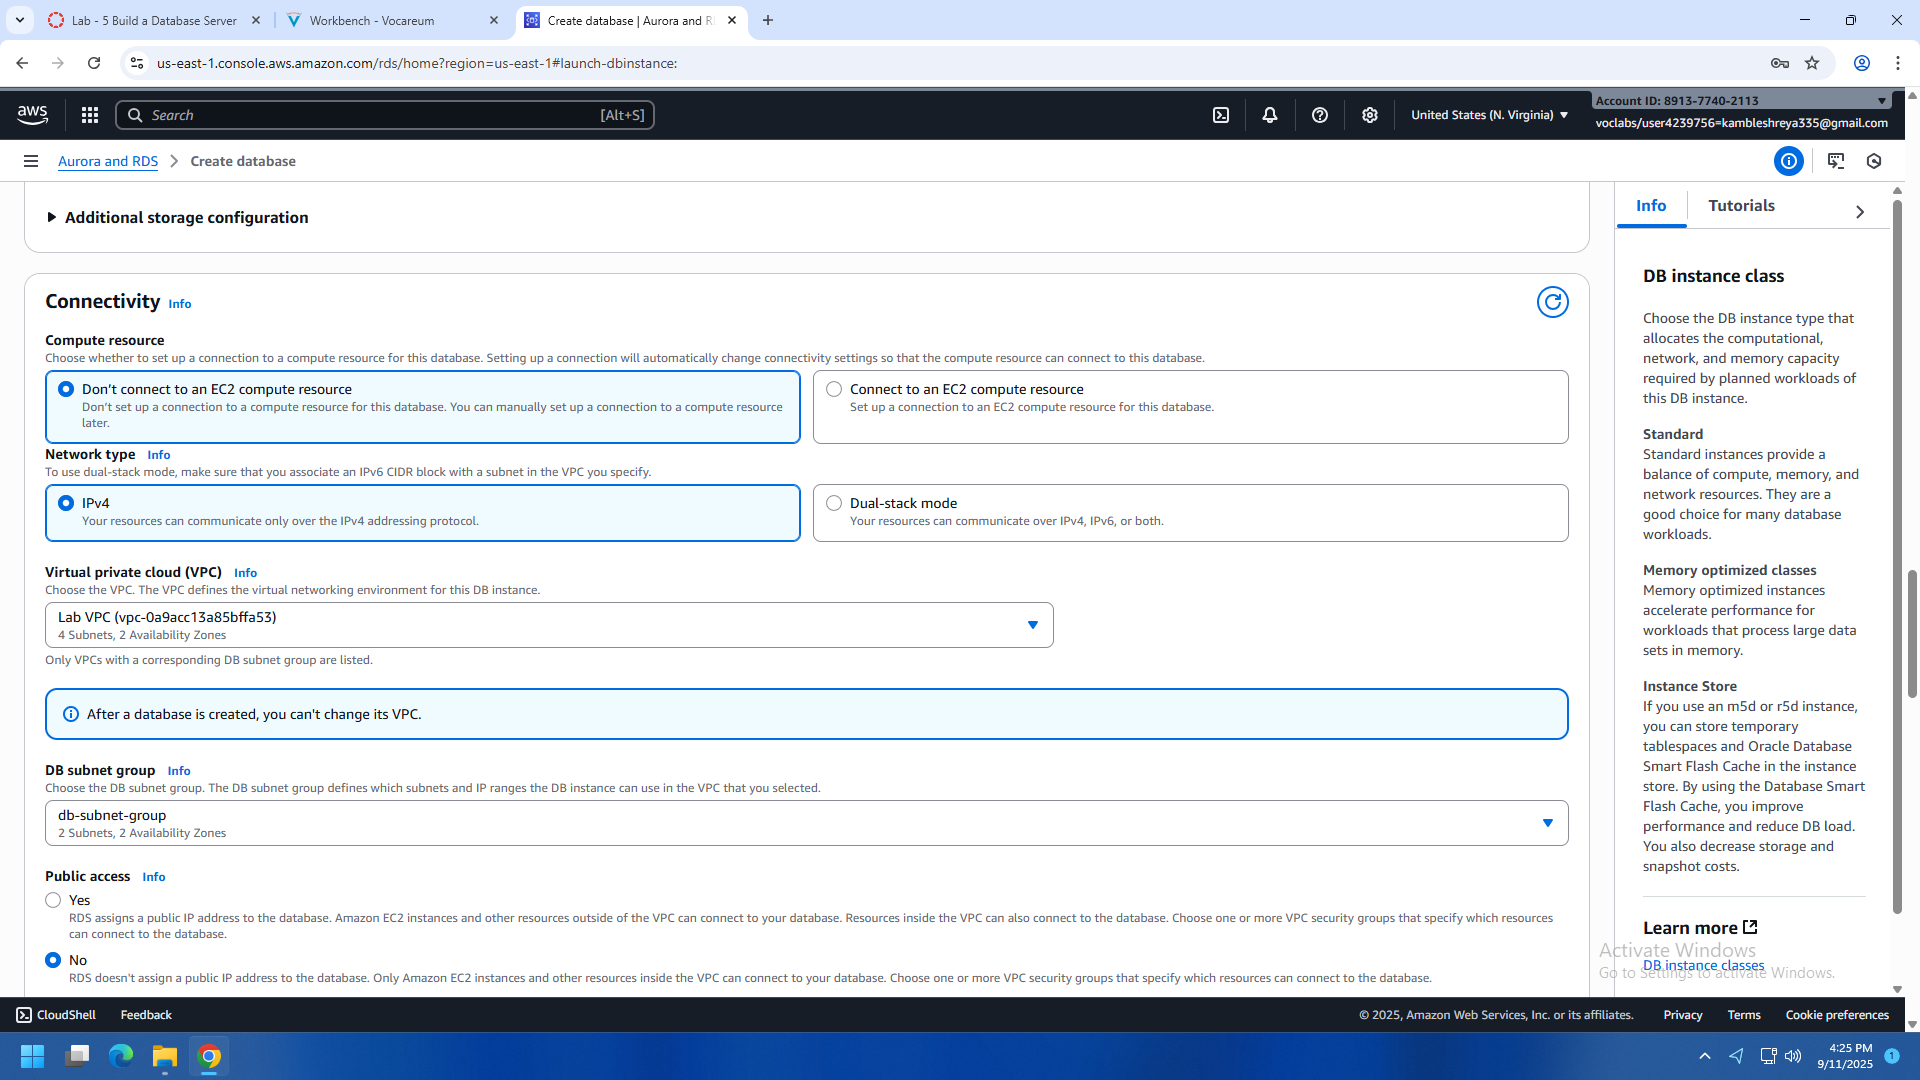 Lab - 5 Build a Database Server
Workbench - Vocareum
Create database | Aurora and R
us-east-1.console.aws.amazon.com/rds/home?region=us-east-1#launch-dbinstance:
aws
Search
[Alt+S]
United States (N. Virginia)
Account ID: 8913-7740-2113
voclabs/user4239756=kambleshreya335@gmail.com
Aurora and RDS
Create database
Additional storage configuration
Connectivity Info
Compute resource
Choose whether to set up a connection to a compute resource for this database. Setting up a connection will automatically change connectivity settings so that the compute resource can connect to this database.
Don't connect to an EC2 compute resource
Don't set up a connection to a compute resource for this database. You can manually set up a connection to a compute resource
later.
Connect to an EC2 compute resource
Set up a connection to an EC2 compute resource for this database.
Network type Info
To use dual-stack mode, make sure that you associate an IPv6 CIDR block with a subnet in the VPC you specify.
IPv4
Your resources can communicate only over the IPv4 addressing protocol.
Dual-stack mode
Your resources can communicate over IPv4, IPv6, or both.
Virtual private cloud (VPC) Info
Choose the VPC. The VPC defines the virtual networking environment for this DB instance.
Lab VPC (vpc-0a9acc13a85bffa53)
4 Subnets, 2 Availability Zones
Only VPCs with a corresponding DB subnet group are listed.
After a database is created, you can't change its VPC.
DB subnet group Info
Choose the DB subnet group. The DB subnet group defines which subnets and IP ranges the DB instance can use in the VPC that you selected.
db-subnet-group
2 Subnets, 2 Availability Zones
Public access Info
Yes
RDS assigns a public IP address to the database. Amazon EC2 instances and other resources outside of the VPC can connect to your database. Resources inside the VPC can also connect to the database. Choose one or more VPC security groups that specify which resources
can connect to the database.
No
RDS doesn't assign a public IP address to the database. Only Amazon EC2 instances and other resources inside the VPC can connect to your database. Choose one or more VPC security groups that specify which resources can connect to the database.
Info
Tutorials
DB instance class
Choose the DB instance type that
allocates the computational,
network, and memory capacity
required by planned workloads of
this DB instance.
Standard
Standard instances provide a
balance of compute, memory, and
network resources. They are a
good choice for many database
workloads.
Memory optimized classes
Memory optimized instances
accelerate performance for
workloads that process large data
sets in memory.
Instance Store
If you use an m5d or r5d instance,
you can store temporary
tablespaces and Oracle Database
Smart Flash Cache in the instance
store. By using the Database Smart
Flash Cache, you improve
performance and reduce DB load.
You also decrease storage and
snapshot costs.
Learn more
DB instance classes
Activate Windows
Go to Settings to activate Windows.
CloudShell
Feedback
© 2025, Amazon Web Services, Inc. or its affiliates.
Privacy
Terms
Cookie preferences
4:25 PM
9/11/2025
1